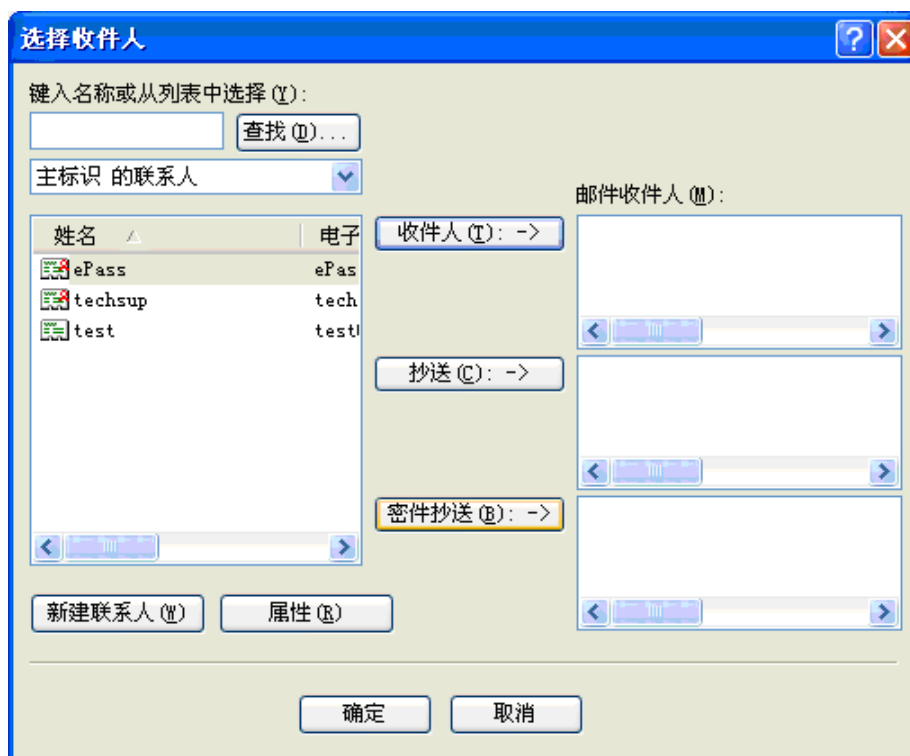 选择收件人
键入名称或从列表中选择(Y):
查找(D)...
主标识 的联系人
邮件收件人(M):
姓名 电子
收件人(T): ->
ePass ePas
techsup tech
test test
抄送(C): ->
密件抄送(B): ->
新建联系人(W) 属性(R)
确定 取消